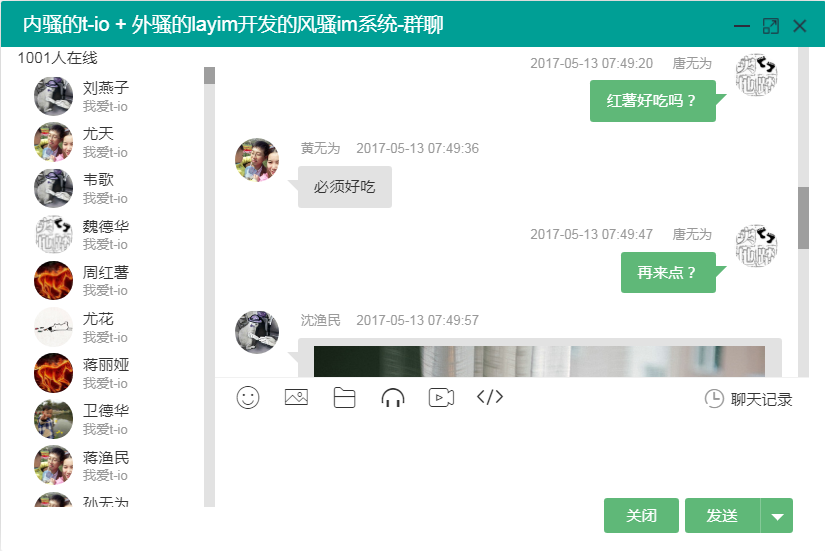 内骚的t-io + 外骚的layim开发的风骚im系统-群聊
1001人在线
刘燕子
我爱t-io
尤天
我爱t-io
韦歌
我爱t-io
魏德华
我爱t-io
周红薯
我爱t-io
尤花
我爱t-io
蒋丽娅
我爱t-io
卫德华
我爱t-io
蒋渔民
我爱t-io
孙无为
2017-05-13 07:49:20 唐无为
红薯好吃吗？
黄无为 2017-05-13 07:49:36
必须好吃
2017-05-13 07:49:47 唐无为
再来点？
沈渔民 2017-05-13 07:49:57
聊天记录
关闭
发送